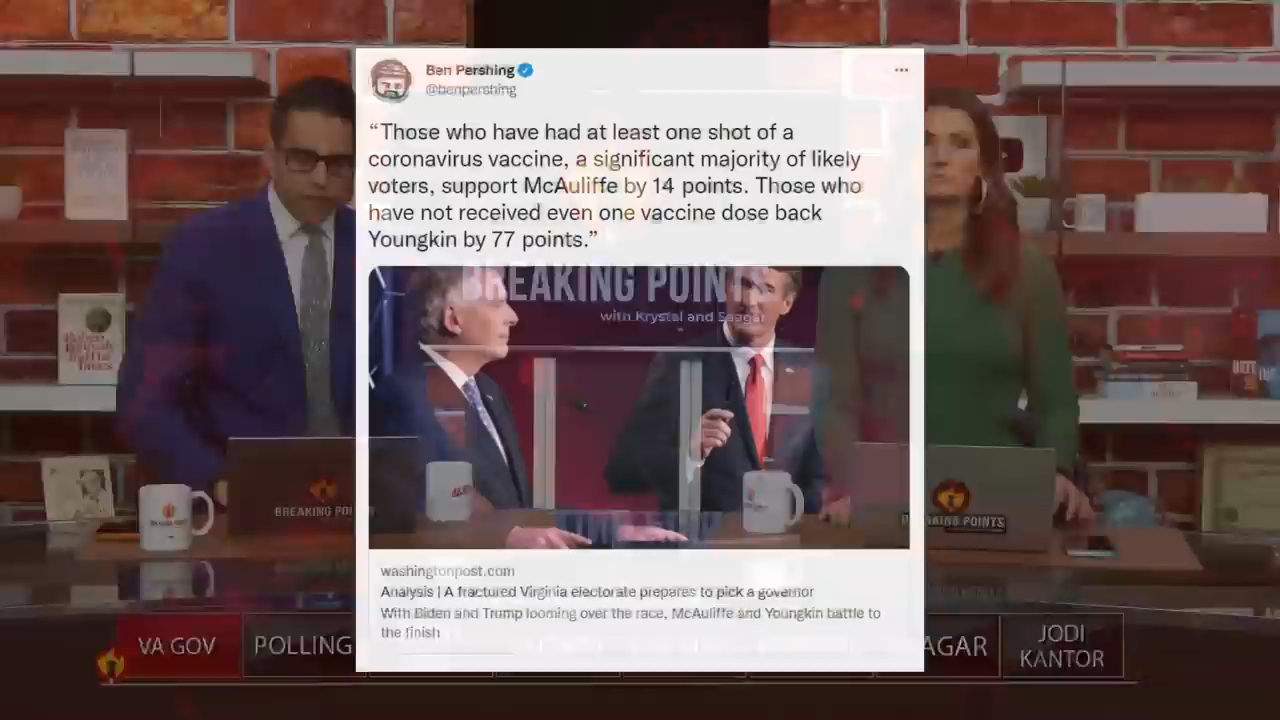 Ben Pershing
@benpershing
“Those who have had at least one shot of a
coronavirus vaccine, a significant majority of likely
voters, support McAuliffe by 14 points. Those who
have not received even one vaccine dose back
Youngkin by 77 points.”
BREAKING POINTS
with Krystal and Saagar
washingtonpost.com
Analysis | A fractured Virginia electorate prepares to pick a governor
With Biden and Trump looming over the race, McAuliffe and Youngkin battle to
the finish
BREAKING POINTS
BREAKING POINTS
VA GOV
POLLING
AGAR
JODI
KANTOR